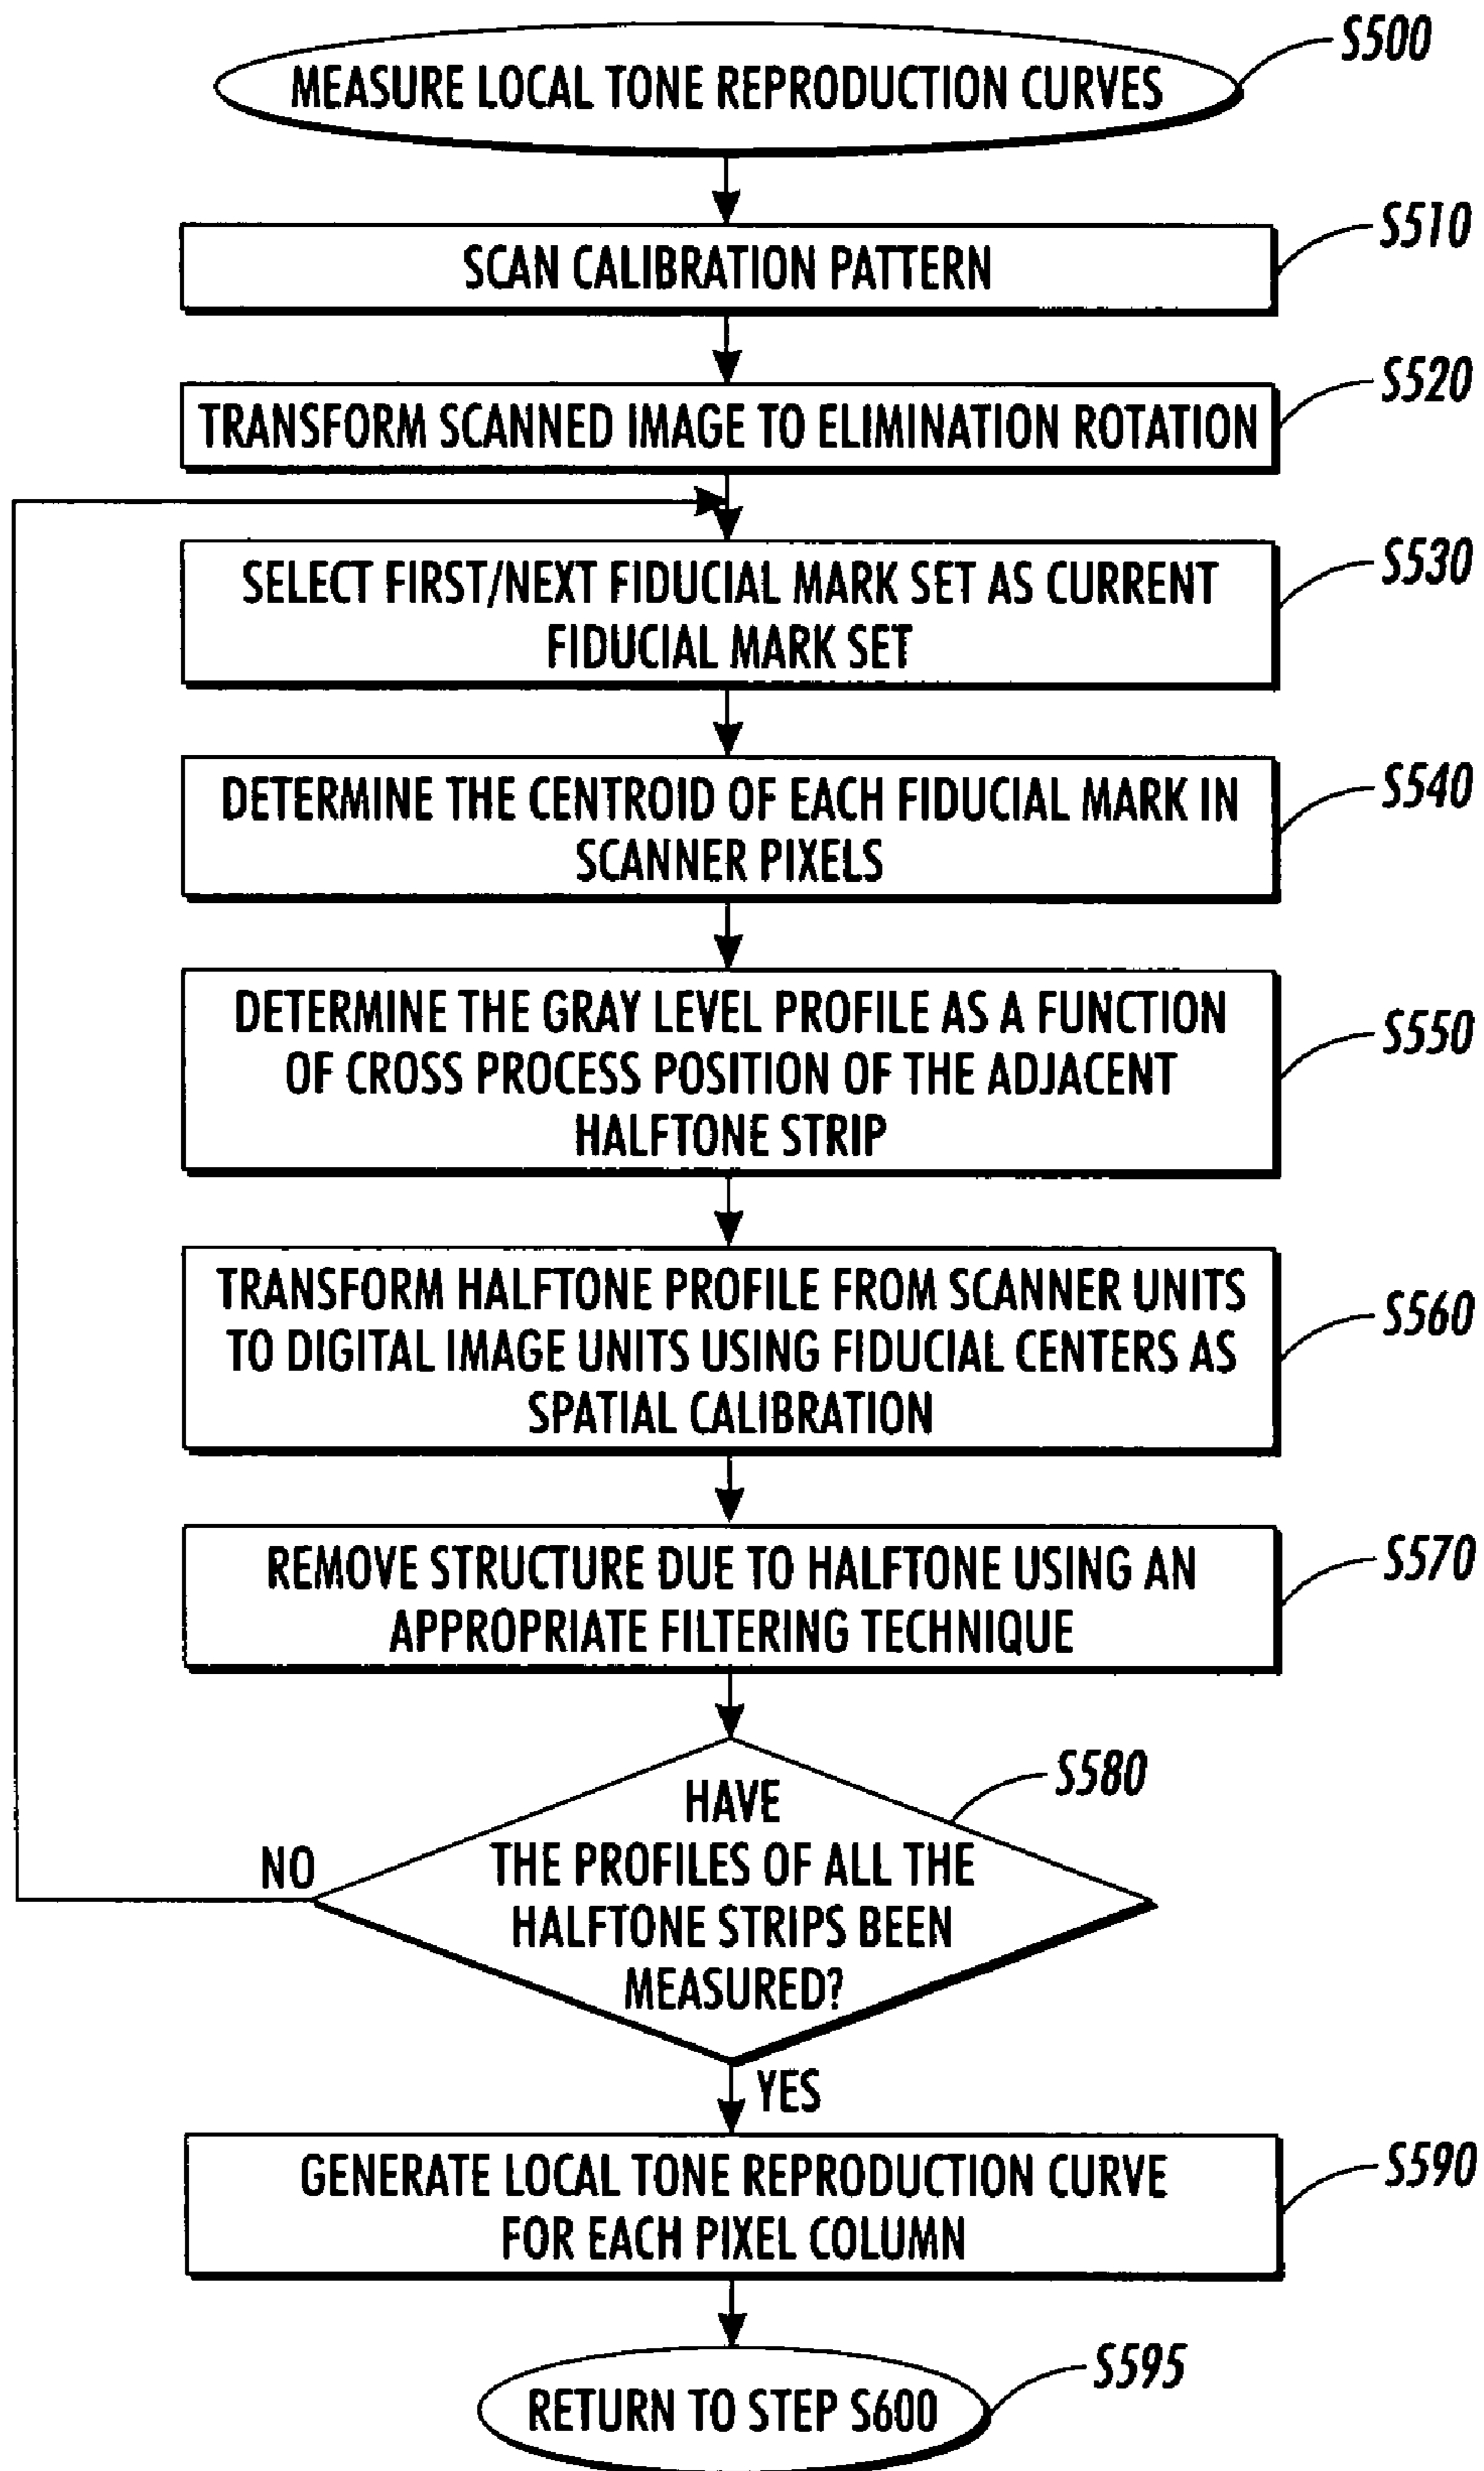 S500
MEASURE LOCAL TONE REPRODUCTION CURVES
S510
SCAN CALIBRATION PATTERN
S520
TRANSFORM SCANNED IMAGE TO ELIMINATION ROTATION
S530
SELECT FIRST/NEXT FIDUCIAL MARK SET AS CURRENT
FIDUCIAL MARK SET
S540
DETERMINE THE CENTROID OF EACH FIDUCIAL MARK IN
SCANNER PIXELS
S550
DETERMINE THE GRAY LEVEL PROFILE AS A FUNCTION
OF CROSS PROCESS POSITION OF THE ADJACENT
HALFTONE STRIP
S560
TRANSFORM HALFTONE PROFILE FROM SCANNER UNITS
TO DIGITAL IMAGE UNITS USING FIDUCIAL CENTERS AS
SPATIAL CALIBRATION
S570
REMOVE STRUCTURE DUE TO HALFTONE USING AN
APPROPRIATE FILTERING TECHNIQUE
S580
HAVE
THE PROFILES OF ALL THE
HALFTONE STRIPS BEEN
MEASURED?
NO
YES
S590
GENERATE LOCAL TONE REPRODUCTION CURVE
FOR EACH PIXEL COLUMN
S595
RETURN TO STEP S600